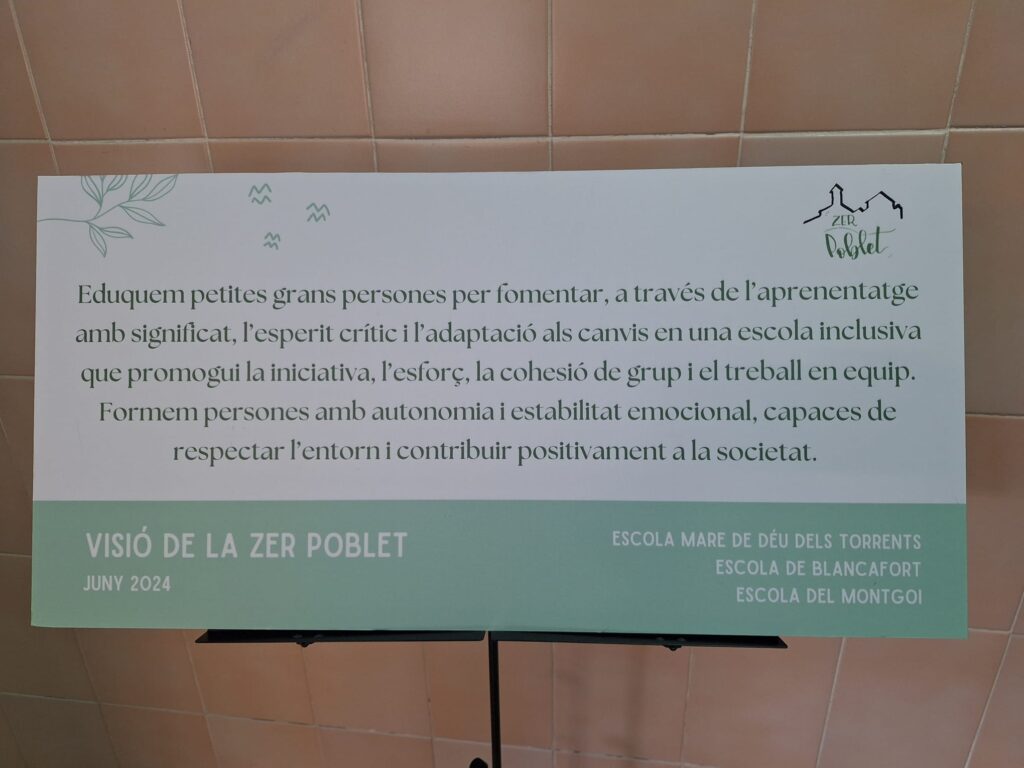 ZER
Poblet
Eduquem petites grans persones per fomentar, a través de l'aprenentatge
amb significat, l'esperit crític i l'adaptació als canvis en una escola inclusiva
que promogui la iniciativa, l'esforç, la cohesió de grup i el treball en equip.
Formem persones amb autonomia i estabilitat emocional, capaces de
respectar l'entorn i contribuir positivament a la societat.
VISIÓ DE LA ZER POBLET
JUNY 2024
ESCOLA MARE DE DÉU DELS TORRENTS
ESCOLA DE BLANCAFORT
ESCOLA DEL MONTGOI